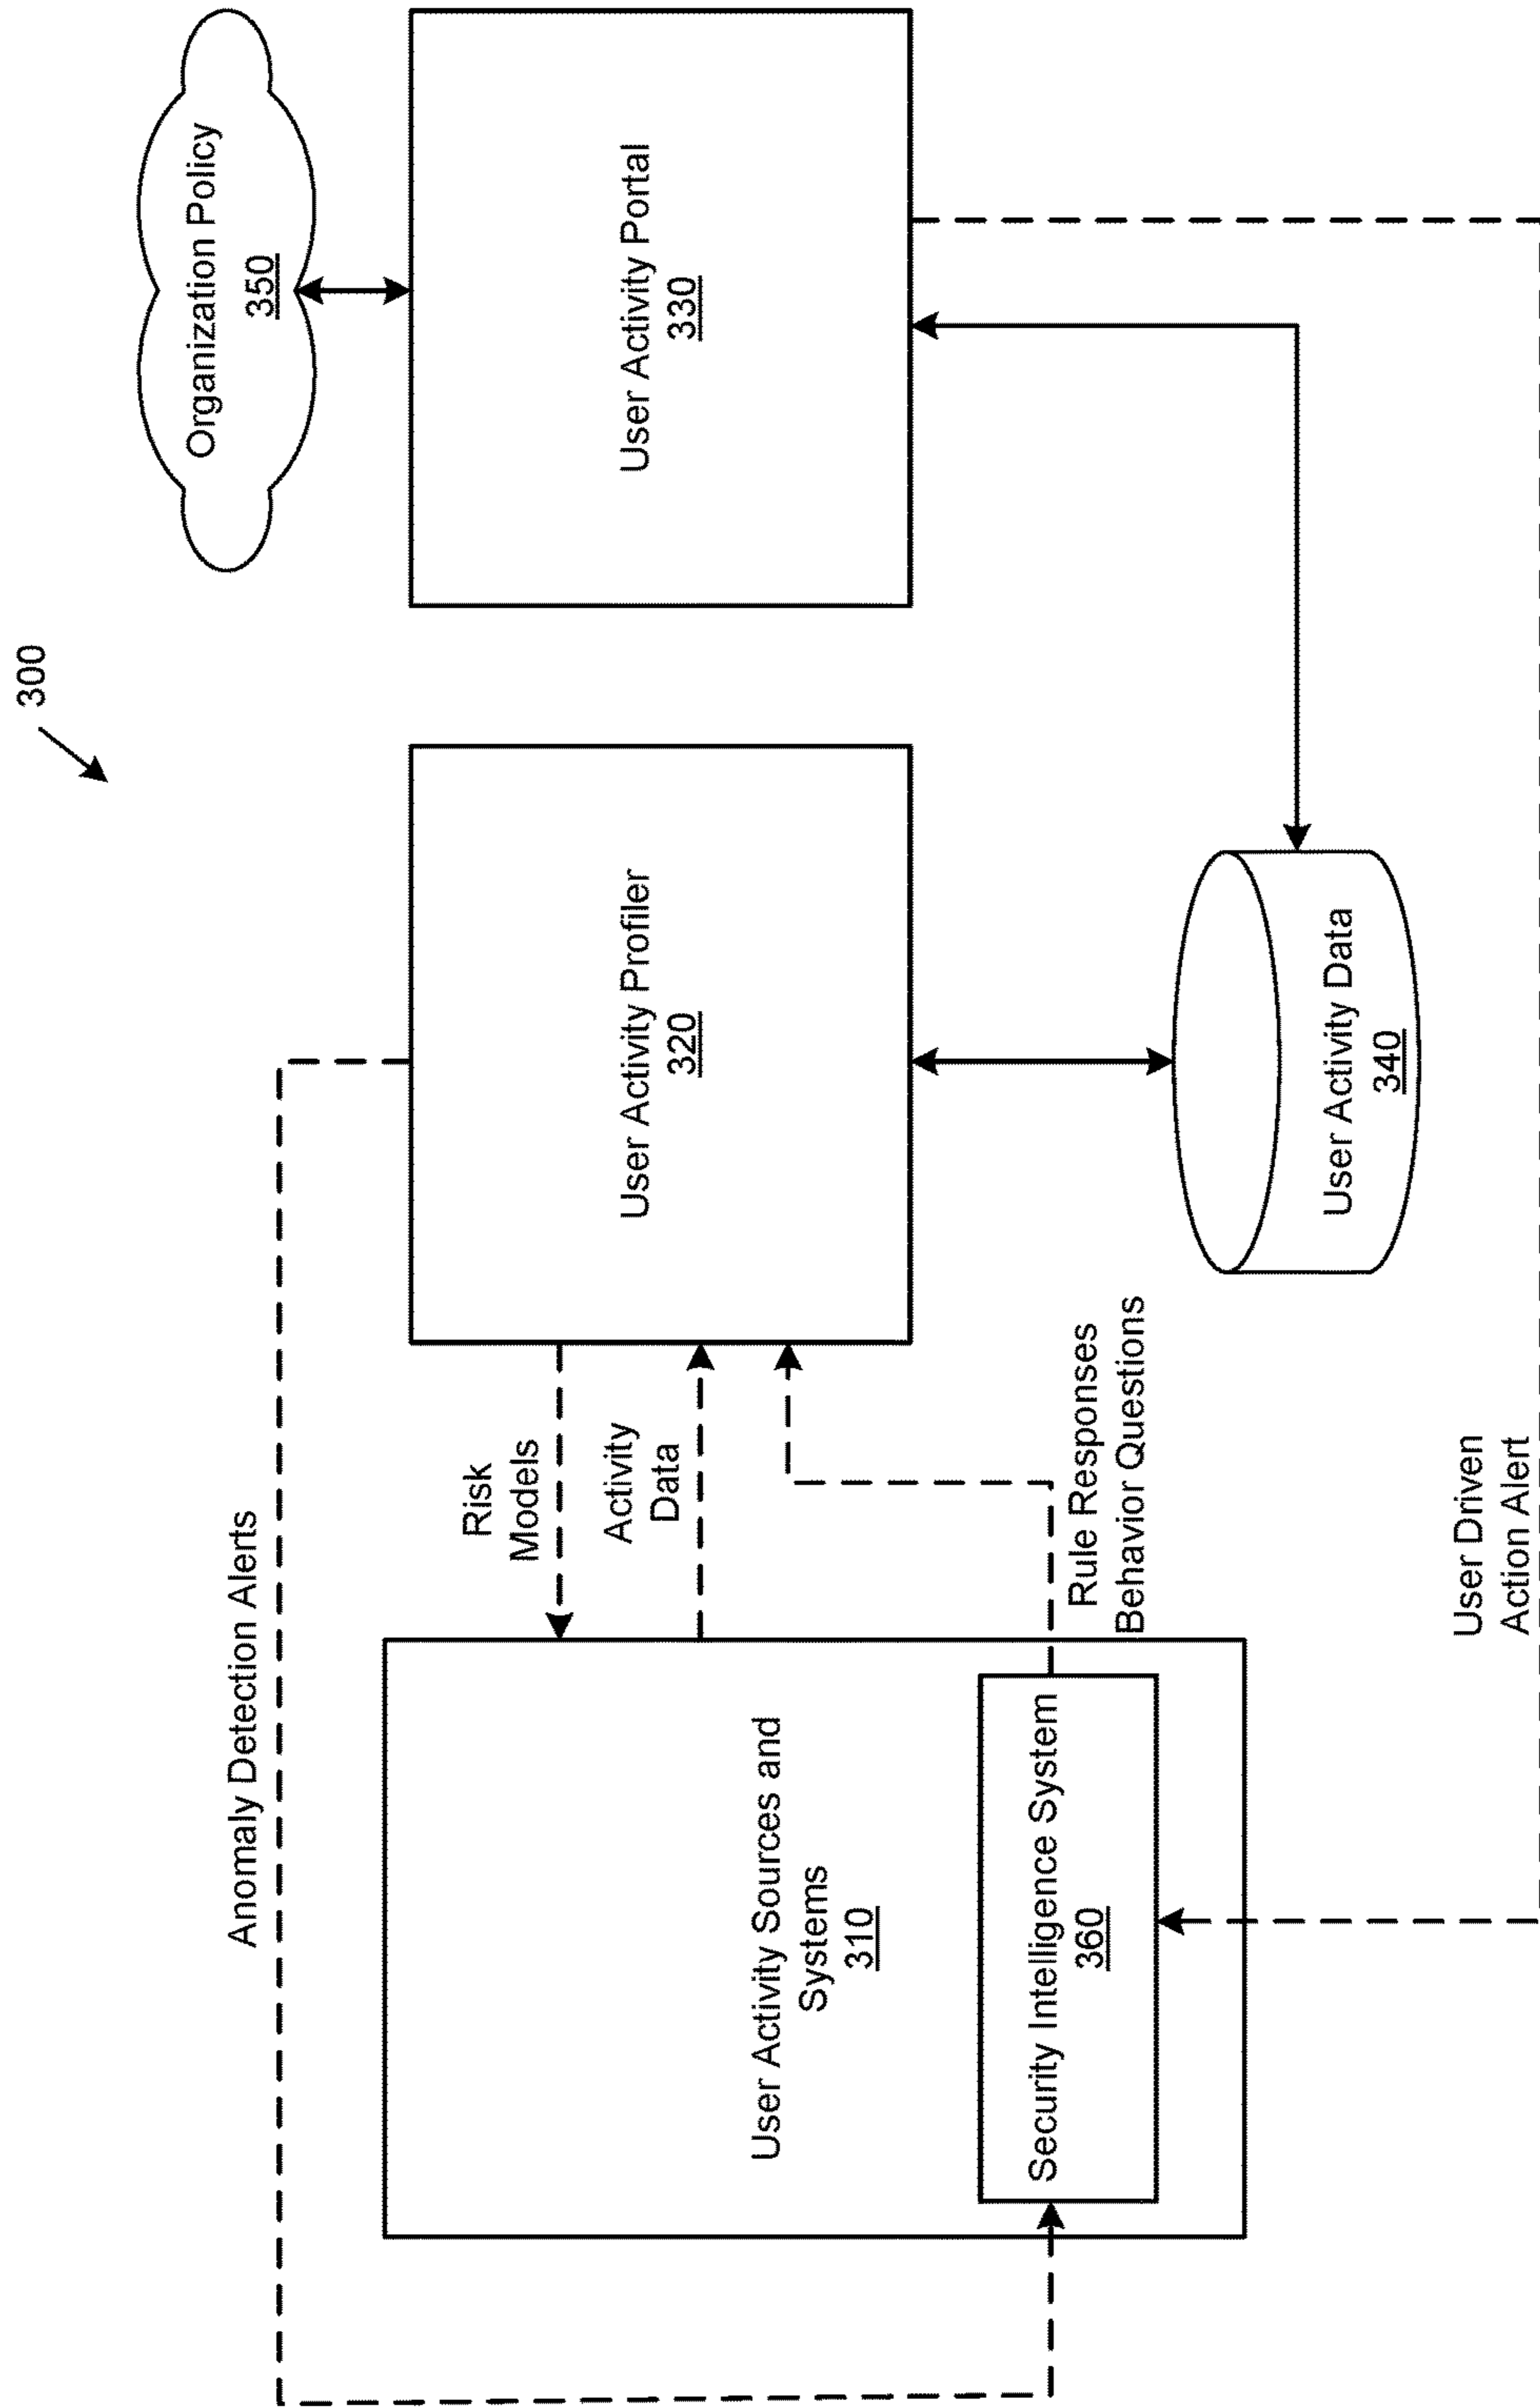 300
Organization Policy
350
Anomaly Detection Alerts
User Activity Sources and
Systems
310
Security Intelligence System
360
Risk
Models
Activity
Data
Rule Responses
Behavior Questions
User Activity Profiler
320
User Activity Portal
330
User Activity Data
340
User Driven
Action Alert